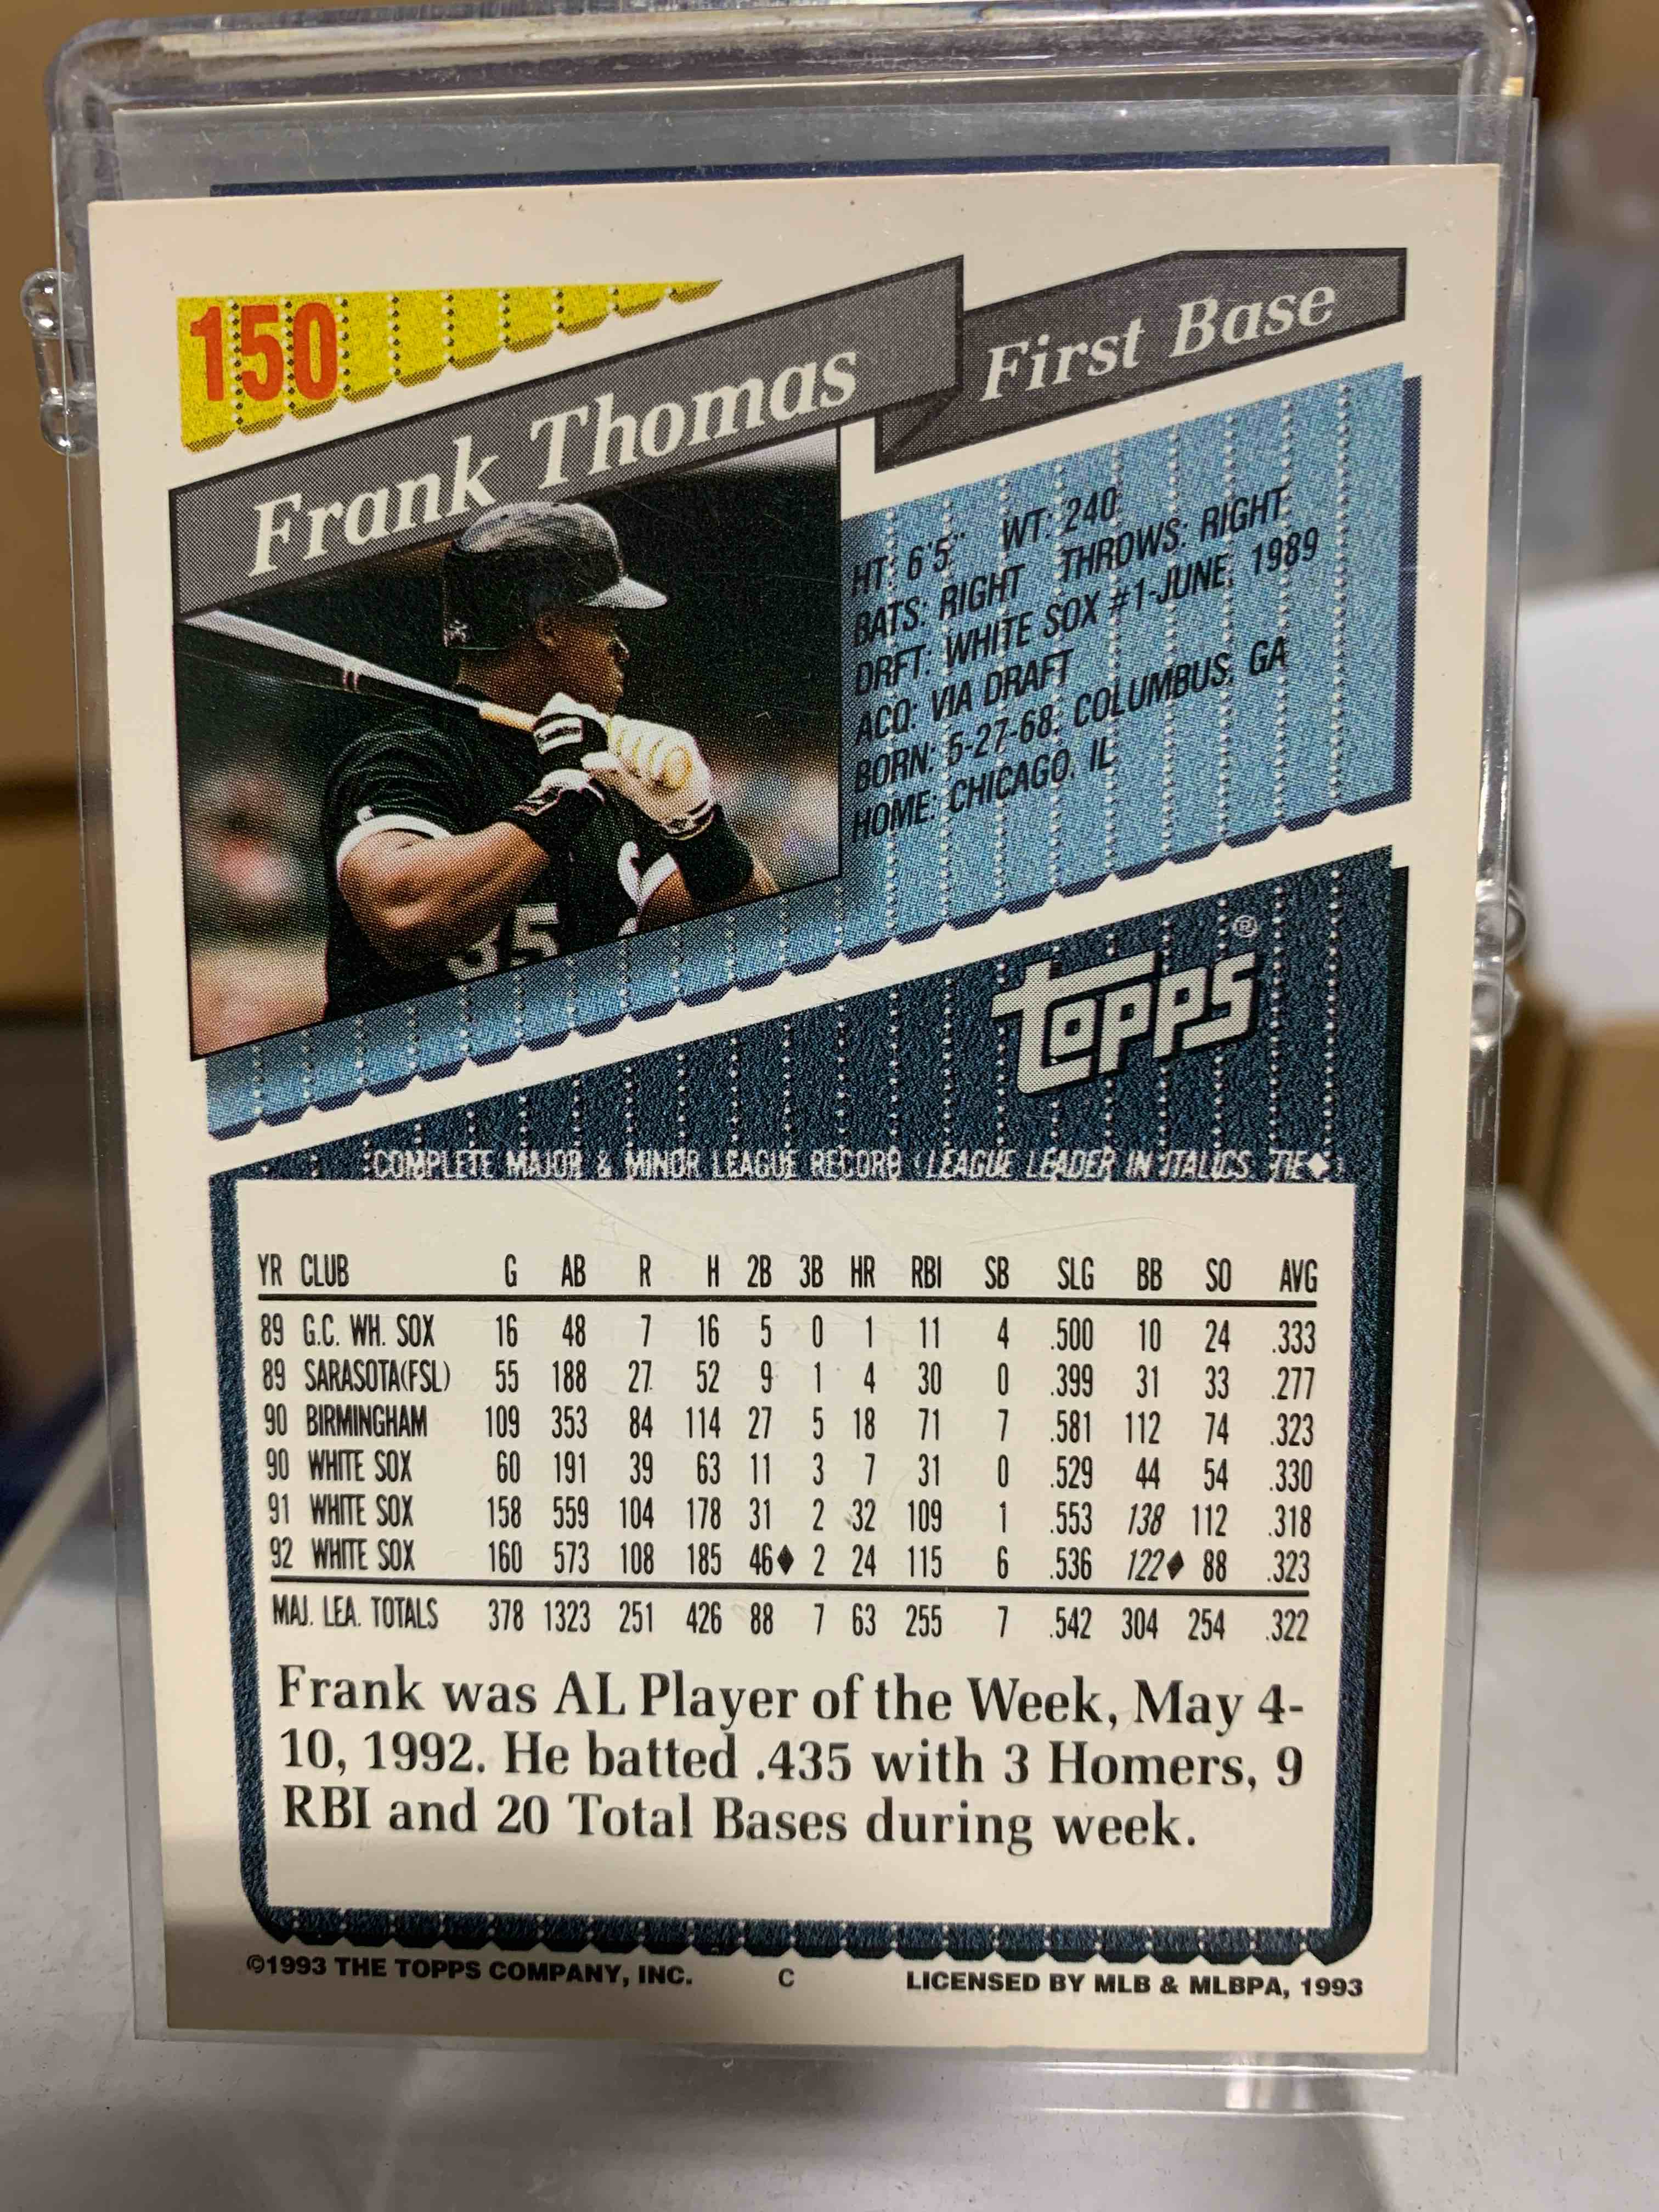 150
Frank Thomas
First Base
HT: 6'5" WT: 240
BATS: RIGHT THROWS: RIGHT
DRFT: WHITE SOX #1-JUNE, 1989
ACQ: VIA DRAFT
BORN: 5-27-68, COLUMBUS, GA
HOME: CHICAGO, IL
35
S
topps®
COMPLETE MAJOR & MINOR LEAGUE RECORD (LEAGUE LEADER IN ITALICS, TIE♦)
YR CLUB G AB R H 2B 3B HR RBI SB SLG BB SO AVG
89 G.C. WH. SOX 16 48 7 16 5 0 1 11 4 .500 10 24 .333
89 SARASOTA(FSL) 55 188 27 52 9 1 4 30 0 .399 31 33 .277
90 BIRMINGHAM 109 353 84 114 27 5 18 71 7 .581 112 74 .323
90 WHITE SOX 60 191 39 63 11 3 7 31 0 .529 44 54 .330
91 WHITE SOX 158 559 104 178 31 2 32 109 1 .553 138 112 .318
92 WHITE SOX 160 573 108 185 46♦ 2 24 115 6 .536 122♦ 88 .323
MAJ. LEA. TOTALS 378 1323 251 426 88 7 63 255 7 .542 304 254 .322
Frank was AL Player of the Week, May 4-
10, 1992. He batted .435 with 3 Homers, 9
RBI and 20 Total Bases during week.
©1993 THE TOPPS COMPANY, INC. C LICENSED BY MLB & MLBPA, 1993